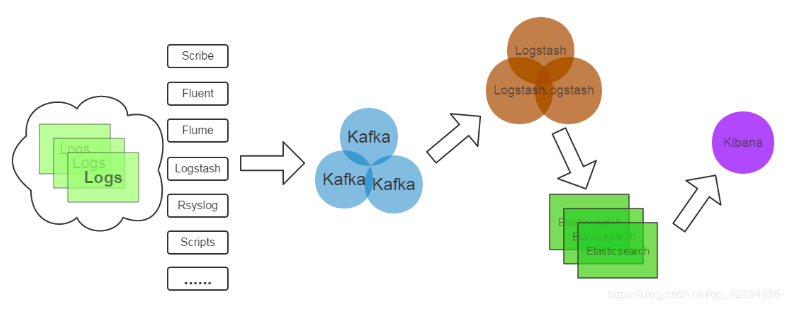 Logs
Logs
Logs
Scribe
Fluent
Flume
Logstash
Rsyslog
Scripts
......
Kafka
Kafka
Kafka
Logstash
Logstash
Logstash
Elasticsearch
Elasticsearch
Elasticsearch
Kibana
https://blog.csdn.net/qq_42894896